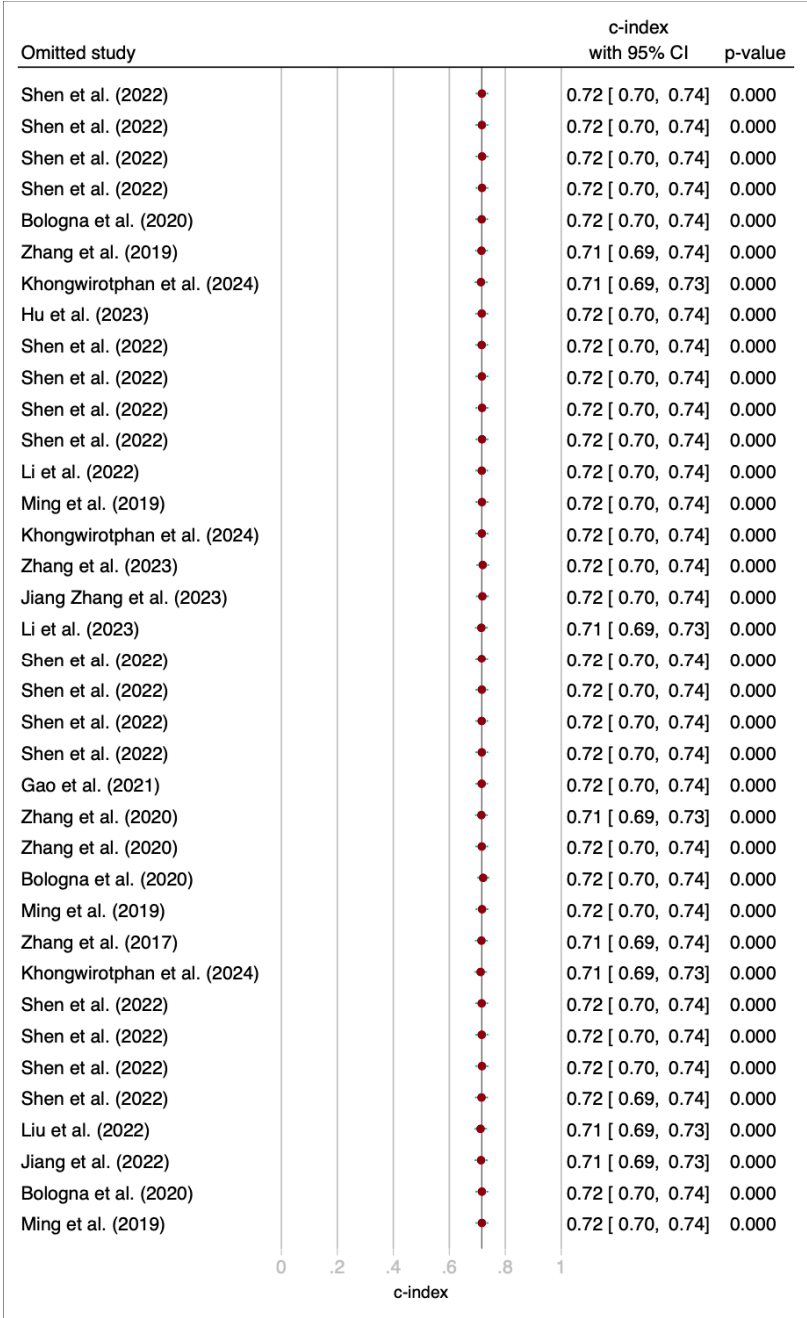 c-index
Omitted study with 95% CI p-value
Shen et al. (2022) 0.72 [ 0.70, 0.74] 0.000
Shen et al. (2022) 0.72 [ 0.70, 0.74] 0.000
Shen et al. (2022) 0.72 [ 0.70, 0.74] 0.000
Shen et al. (2022) 0.72 [ 0.70, 0.74] 0.000
Bologna et al. (2020) 0.72 [ 0.70, 0.74] 0.000
Zhang et al. (2019) 0.71 [ 0.69, 0.74] 0.000
Khongwirotphan et al. (2024) 0.71 [ 0.69, 0.73] 0.000
Hu et al. (2023) 0.72 [ 0.70, 0.74] 0.000
Shen et al. (2022) 0.72 [ 0.70, 0.74] 0.000
Shen et al. (2022) 0.72 [ 0.70, 0.74] 0.000
Shen et al. (2022) 0.72 [ 0.70, 0.74] 0.000
Shen et al. (2022) 0.72 [ 0.70, 0.74] 0.000
Li et al. (2022) 0.72 [ 0.70, 0.74] 0.000
Ming et al. (2019) 0.72 [ 0.70, 0.74] 0.000
Khongwirotphan et al. (2024) 0.72 [ 0.70, 0.74] 0.000
Zhang et al. (2023) 0.72 [ 0.70, 0.74] 0.000
Jiang Zhang et al. (2023) 0.72 [ 0.70, 0.74] 0.000
Li et al. (2023) 0.71 [ 0.69, 0.73] 0.000
Shen et al. (2022) 0.72 [ 0.70, 0.74] 0.000
Shen et al. (2022) 0.72 [ 0.70, 0.74] 0.000
Shen et al. (2022) 0.72 [ 0.70, 0.74] 0.000
Shen et al. (2022) 0.72 [ 0.70, 0.74] 0.000
Gao et al. (2021) 0.72 [ 0.70, 0.74] 0.000
Zhang et al. (2020) 0.71 [ 0.69, 0.73] 0.000
Zhang et al. (2020) 0.72 [ 0.70, 0.74] 0.000
Bologna et al. (2020) 0.72 [ 0.70, 0.74] 0.000
Ming et al. (2019) 0.72 [ 0.70, 0.74] 0.000
Zhang et al. (2017) 0.71 [ 0.69, 0.74] 0.000
Khongwirotphan et al. (2024) 0.71 [ 0.69, 0.73] 0.000
Shen et al. (2022) 0.72 [ 0.70, 0.74] 0.000
Shen et al. (2022) 0.72 [ 0.70, 0.74] 0.000
Shen et al. (2022) 0.72 [ 0.70, 0.74] 0.000
Shen et al. (2022) 0.72 [ 0.69, 0.74] 0.000
Liu et al. (2022) 0.71 [ 0.69, 0.73] 0.000
Jiang et al. (2022) 0.71 [ 0.69, 0.73] 0.000
Bologna et al. (2020) 0.72 [ 0.70, 0.74] 0.000
Ming et al. (2019) 0.72 [ 0.70, 0.74] 0.000
0 .2 .4 .6 .8 1
c-index